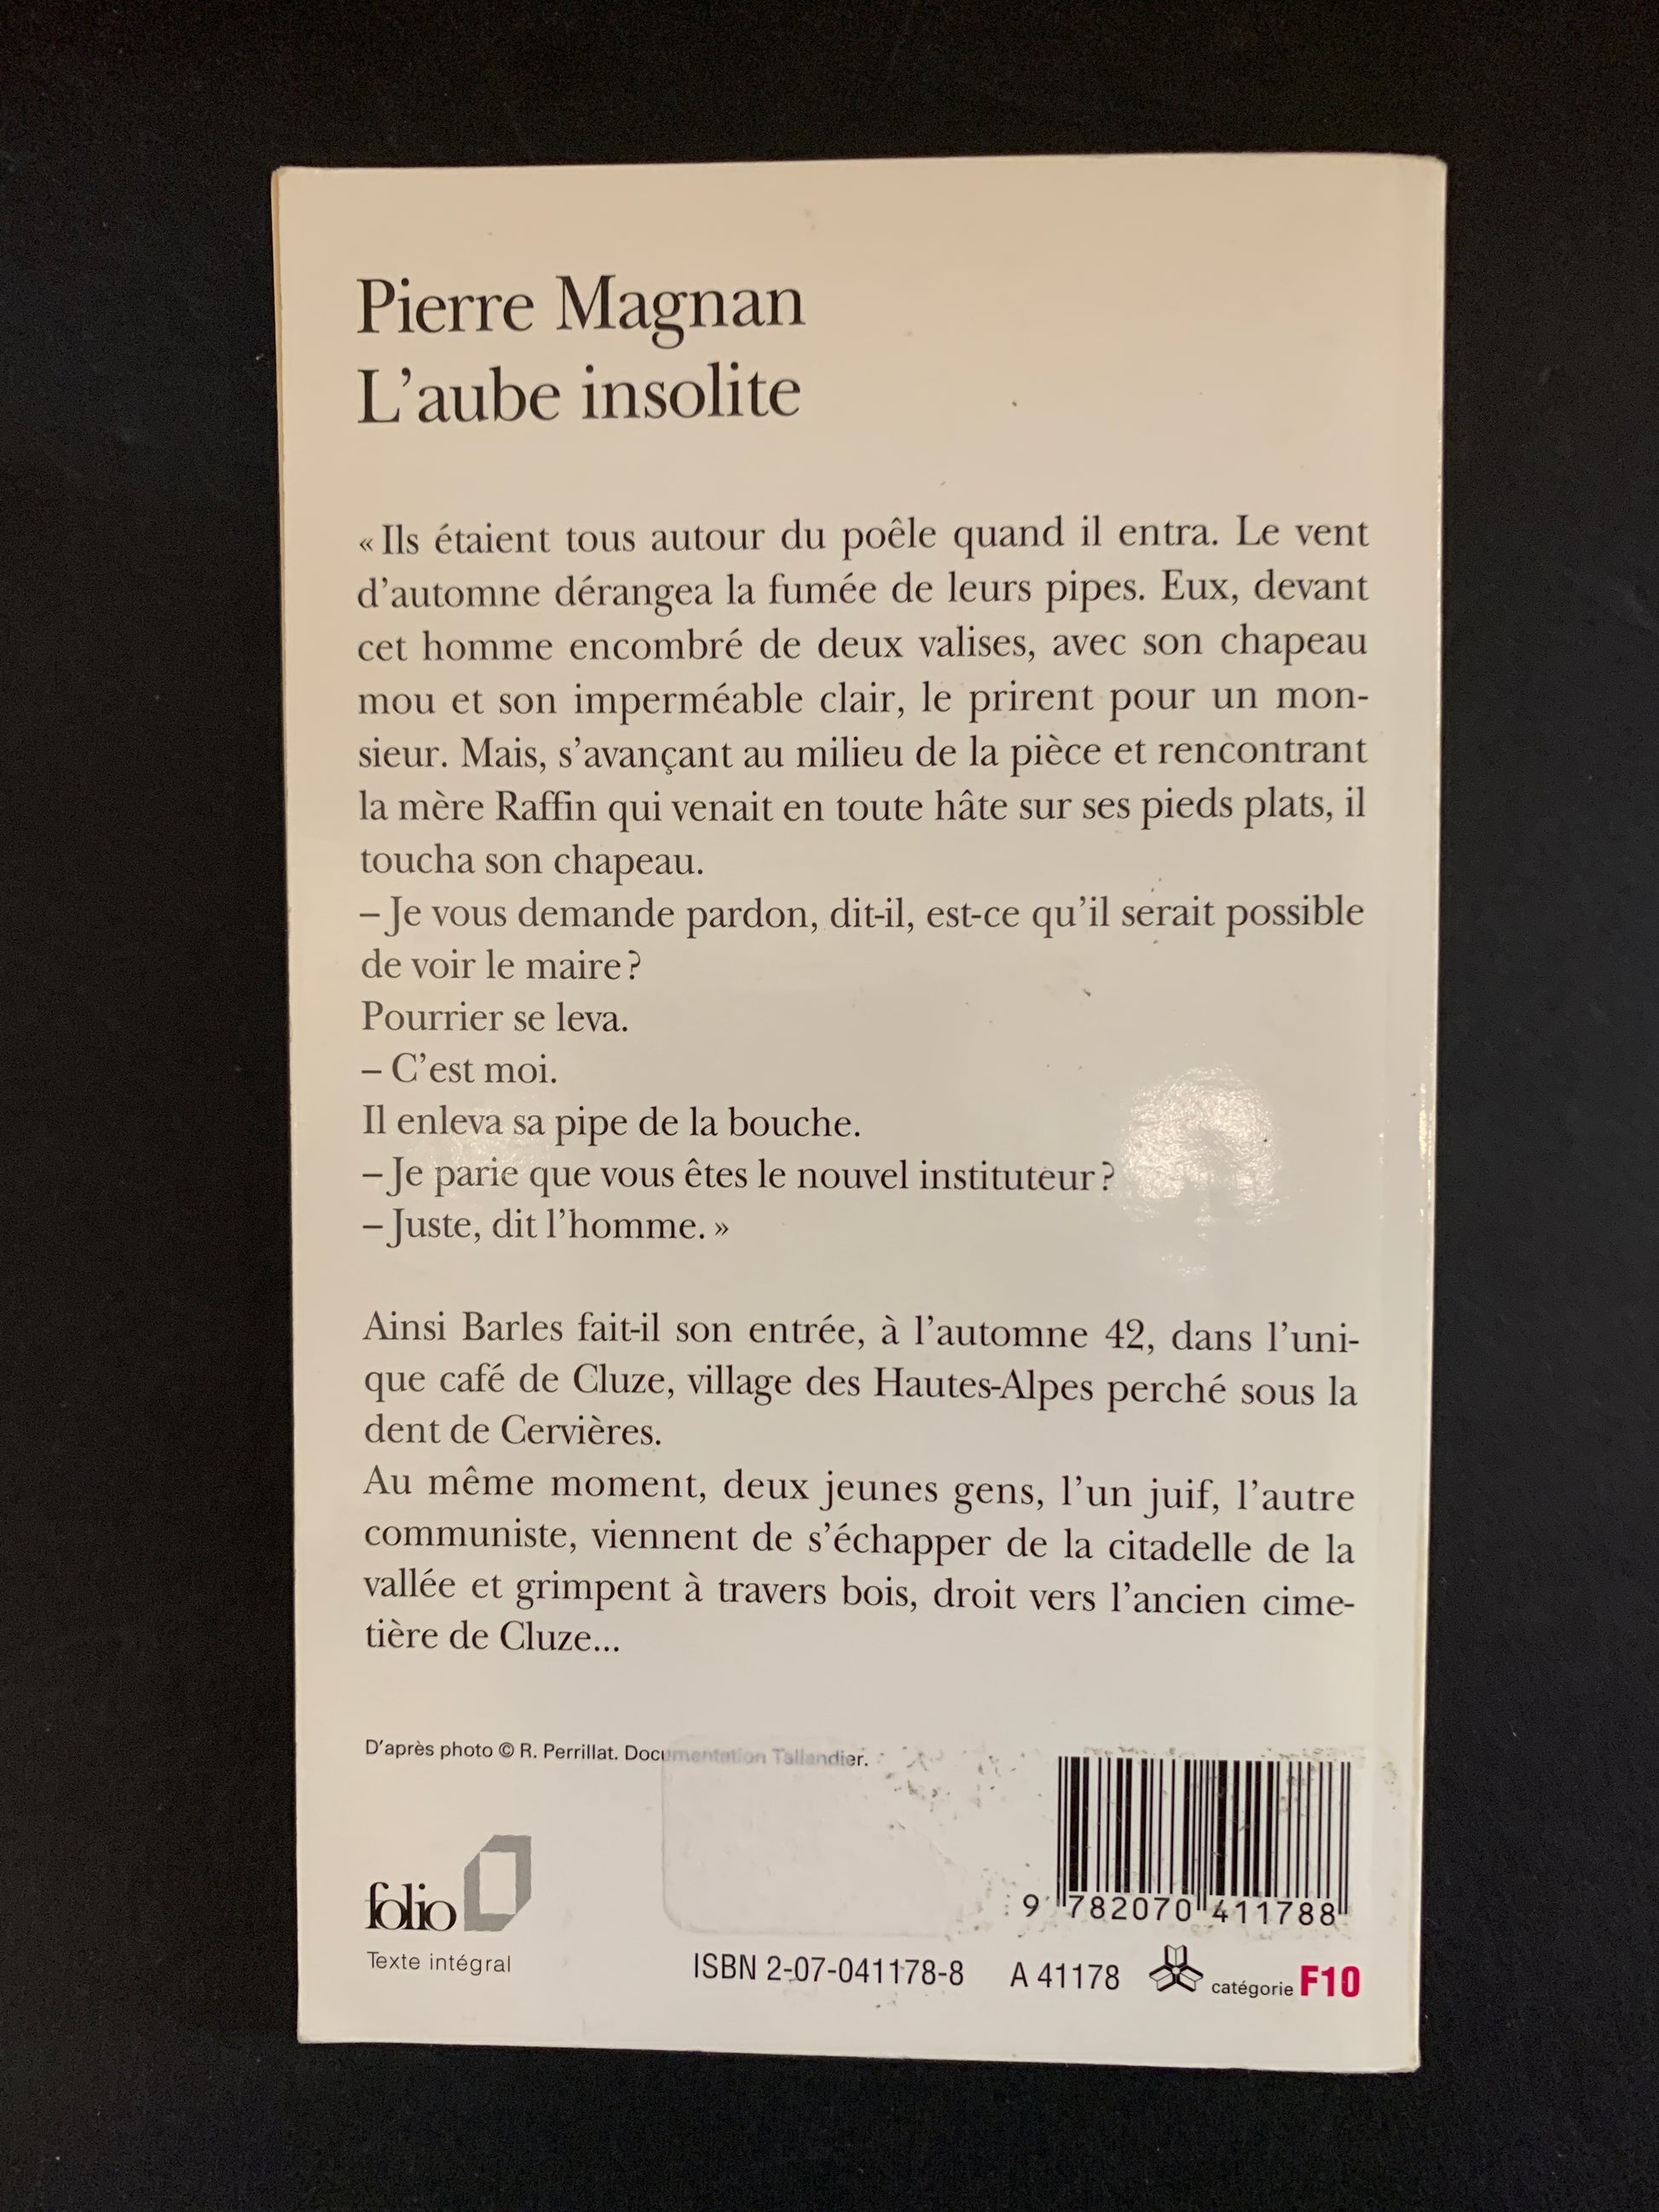 Pierre Magnan
L'aube insolite
« Ils étaient tous autour du poêle quand il entra. Le vent
d'automne dérangea la fumée de leurs pipes. Eux, devant
cet homme encombré de deux valises, avec son chapeau
mou et son imperméable clair, le prirent pour un mon-
sieur. Mais, s'avançant au milieu de la pièce et rencontrant
la mère Raffin qui venait en toute hâte sur ses pieds plats, il
toucha son chapeau.
– Je vous demande pardon, dit-il, est-ce qu'il serait possible
de voir le maire ?
Pourrier se leva.
– C'est moi.
Il enleva sa pipe de la bouche.
– Je parie que vous êtes le nouvel instituteur ?
– Juste, dit l'homme. »
Ainsi Barles fait-il son entrée, à l'automne 42, dans l'uni-
que café de Cluze, village des Hautes-Alpes perché sous la
dent de Cervières.
Au même moment, deux jeunes gens, l'un juif, l'autre
communiste, viennent de s'échapper de la citadelle de la
vallée et grimpent à travers bois, droit vers l'ancien cime-
tière de Cluze...
D'après photo © R. Perrillat. Documentation Tallandier.
9 782070 411788
folio
Texte intégral
ISBN 2-07-041178-8 A 41178 catégorie F10